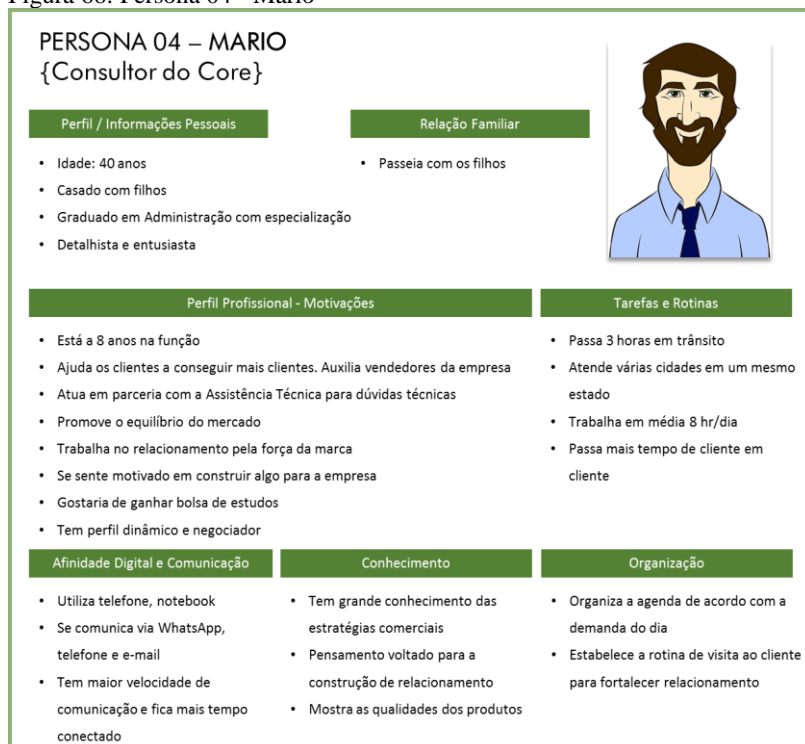 Figura 66: Persona 04 - Mario
PERSONA 04 – MARIO
{Consultor do Core}
Perfil / Informações Pessoais
• Idade: 40 anos
• Casado com filhos
• Graduado em Administração com especialização
• Detalhista e entusiasta
Relação Familiar
• Passeia com os filhos
Perfil Profissional - Motivações
• Está a 8 anos na função
• Ajuda os clientes a conseguir mais clientes. Auxilia vendedores da empresa
• Atua em parceria com a Assistência Técnica para dúvidas técnicas
• Promove o equilíbrio do mercado
• Trabalha no relacionamento pela força da marca
• Se sente motivado em construir algo para a empresa
• Gostaria de ganhar bolsa de estudos
• Tem perfil dinâmico e negociador
Tarefas e Rotinas
• Passa 3 horas em trânsito
• Atende várias cidades em um mesmo
estado
• Trabalha em média 8 hr/dia
• Passa mais tempo de cliente em
cliente
Afinidade Digital e Comunicação
• Utiliza telefone, notebook
• Se comunica via WhatsApp,
telefone e e-mail
• Tem maior velocidade de
comunicação e fica mais tempo
conectado
Conhecimento
• Tem grande conhecimento das
estratégias comerciais
• Pensamento voltado para a
construção de relacionamento
• Mostra as qualidades dos produtos
Organização
• Organiza a agenda de acordo com a
demanda do dia
• Estabelece a rotina de visita ao cliente
para fortalecer relacionamento